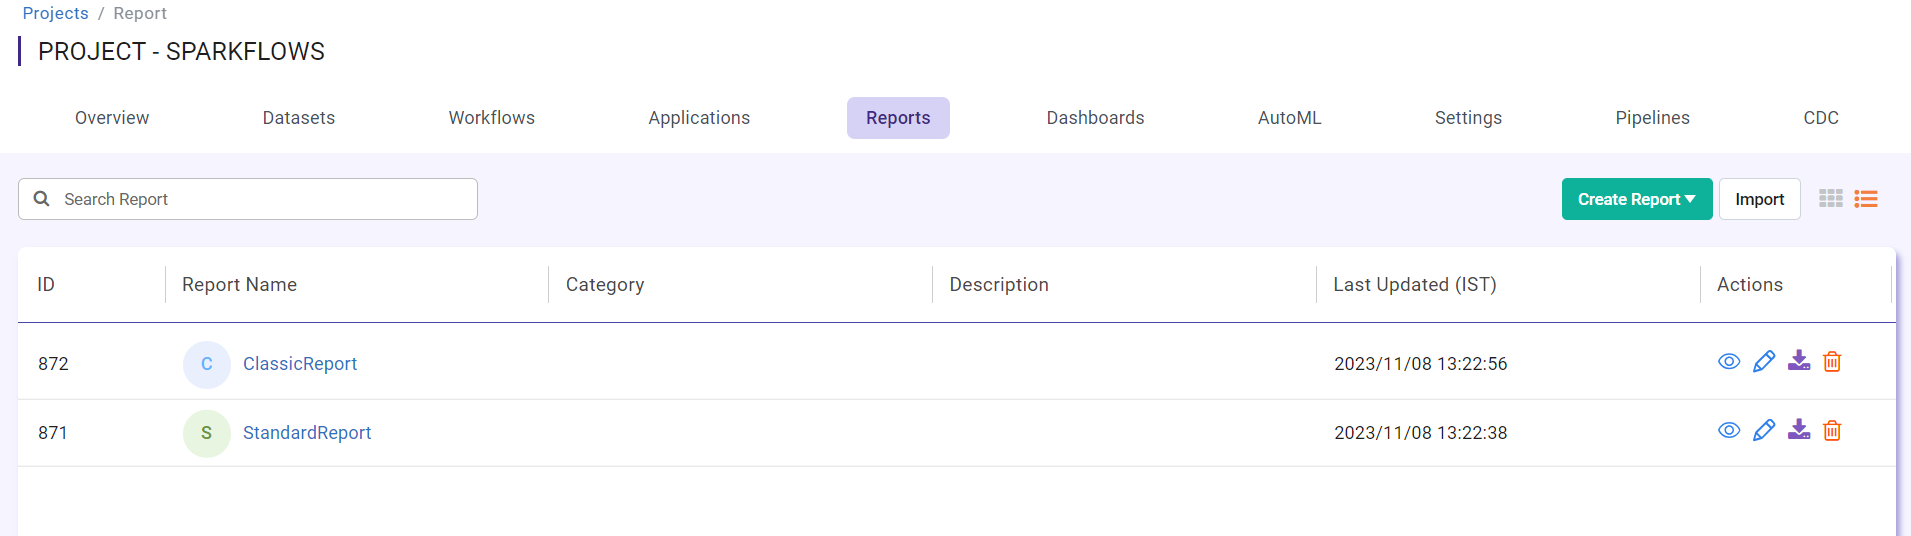 Projects / Report
PROJECT - SPARKFLOWS
Overview Datasets Workflows Applications Reports Dashboards AutoML Settings Pipelines CDC
Search Report Create Report Import
ID Report Name Category Description Last Updated (IST) Actions
872 C ClassicReport 2023/11/08 13:22:56
871 S StandardReport 2023/11/08 13:22:38